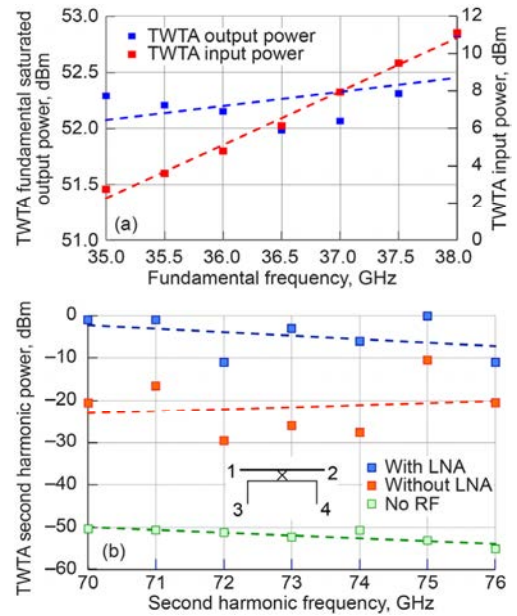 TWTA fundamental saturated
output power, dBm
53.0
52.5
52.0
51.5
51.0
TWTA output power
TWTA input power
12
10
8
6
4
2
0
TWTA input power, dBm
(a)
35.0 35.5 36.0 36.5 37.0 37.5 38.0
Fundamental frequency, GHz
TWTA second harmonic power, dBm
0
–10
–20
–30
–40
–50
–60
1 2
3 4
With LNA
Without LNA
No RF
(b)
70 71 72 73 74 75 76
Second harmonic frequency, GHz